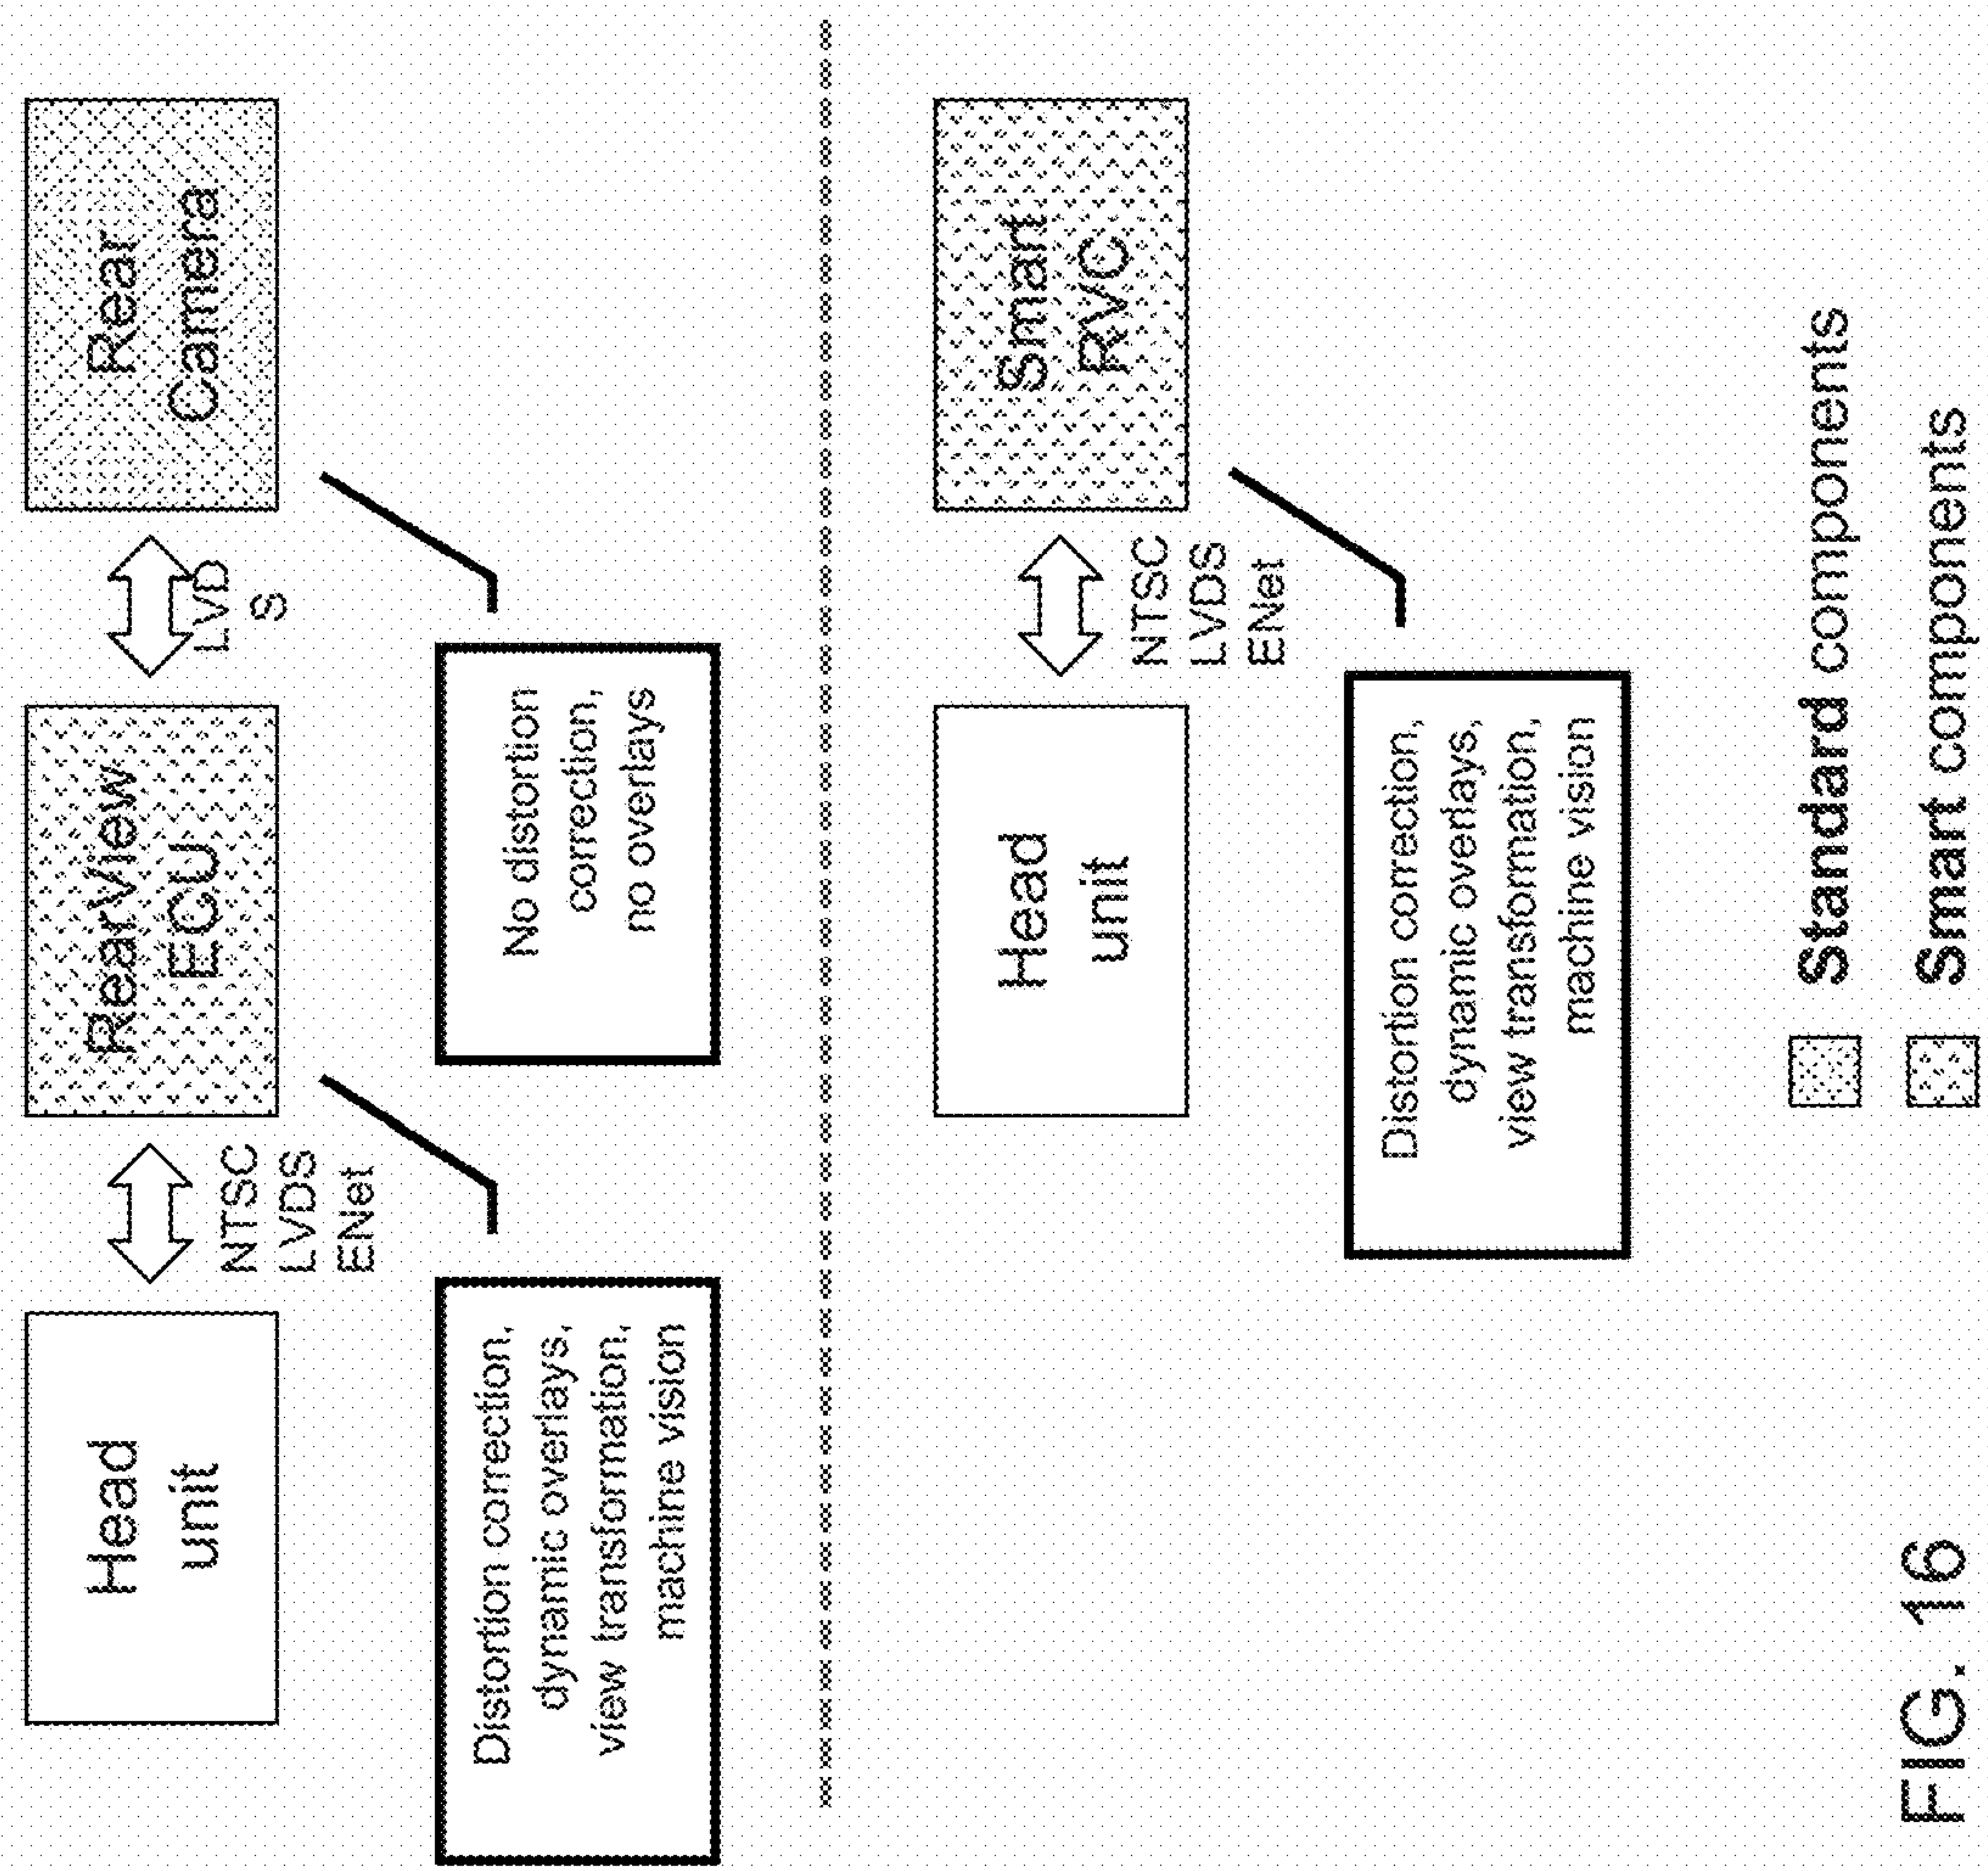 Head
unit
NTSC
LVDS
ENet
RearView
ECU
LVD
S
Rear
Camera
Distortion correction,
dynamic overlays,
view transformation,
machine vision
No distortion
correction,
no overlays
Head
unit
NTSC
LVDS
ENet
Smart
RVC
Distortion correction,
dynamic overlays,
view transformation,
machine vision
Standard components
Smart components
FIG. 16